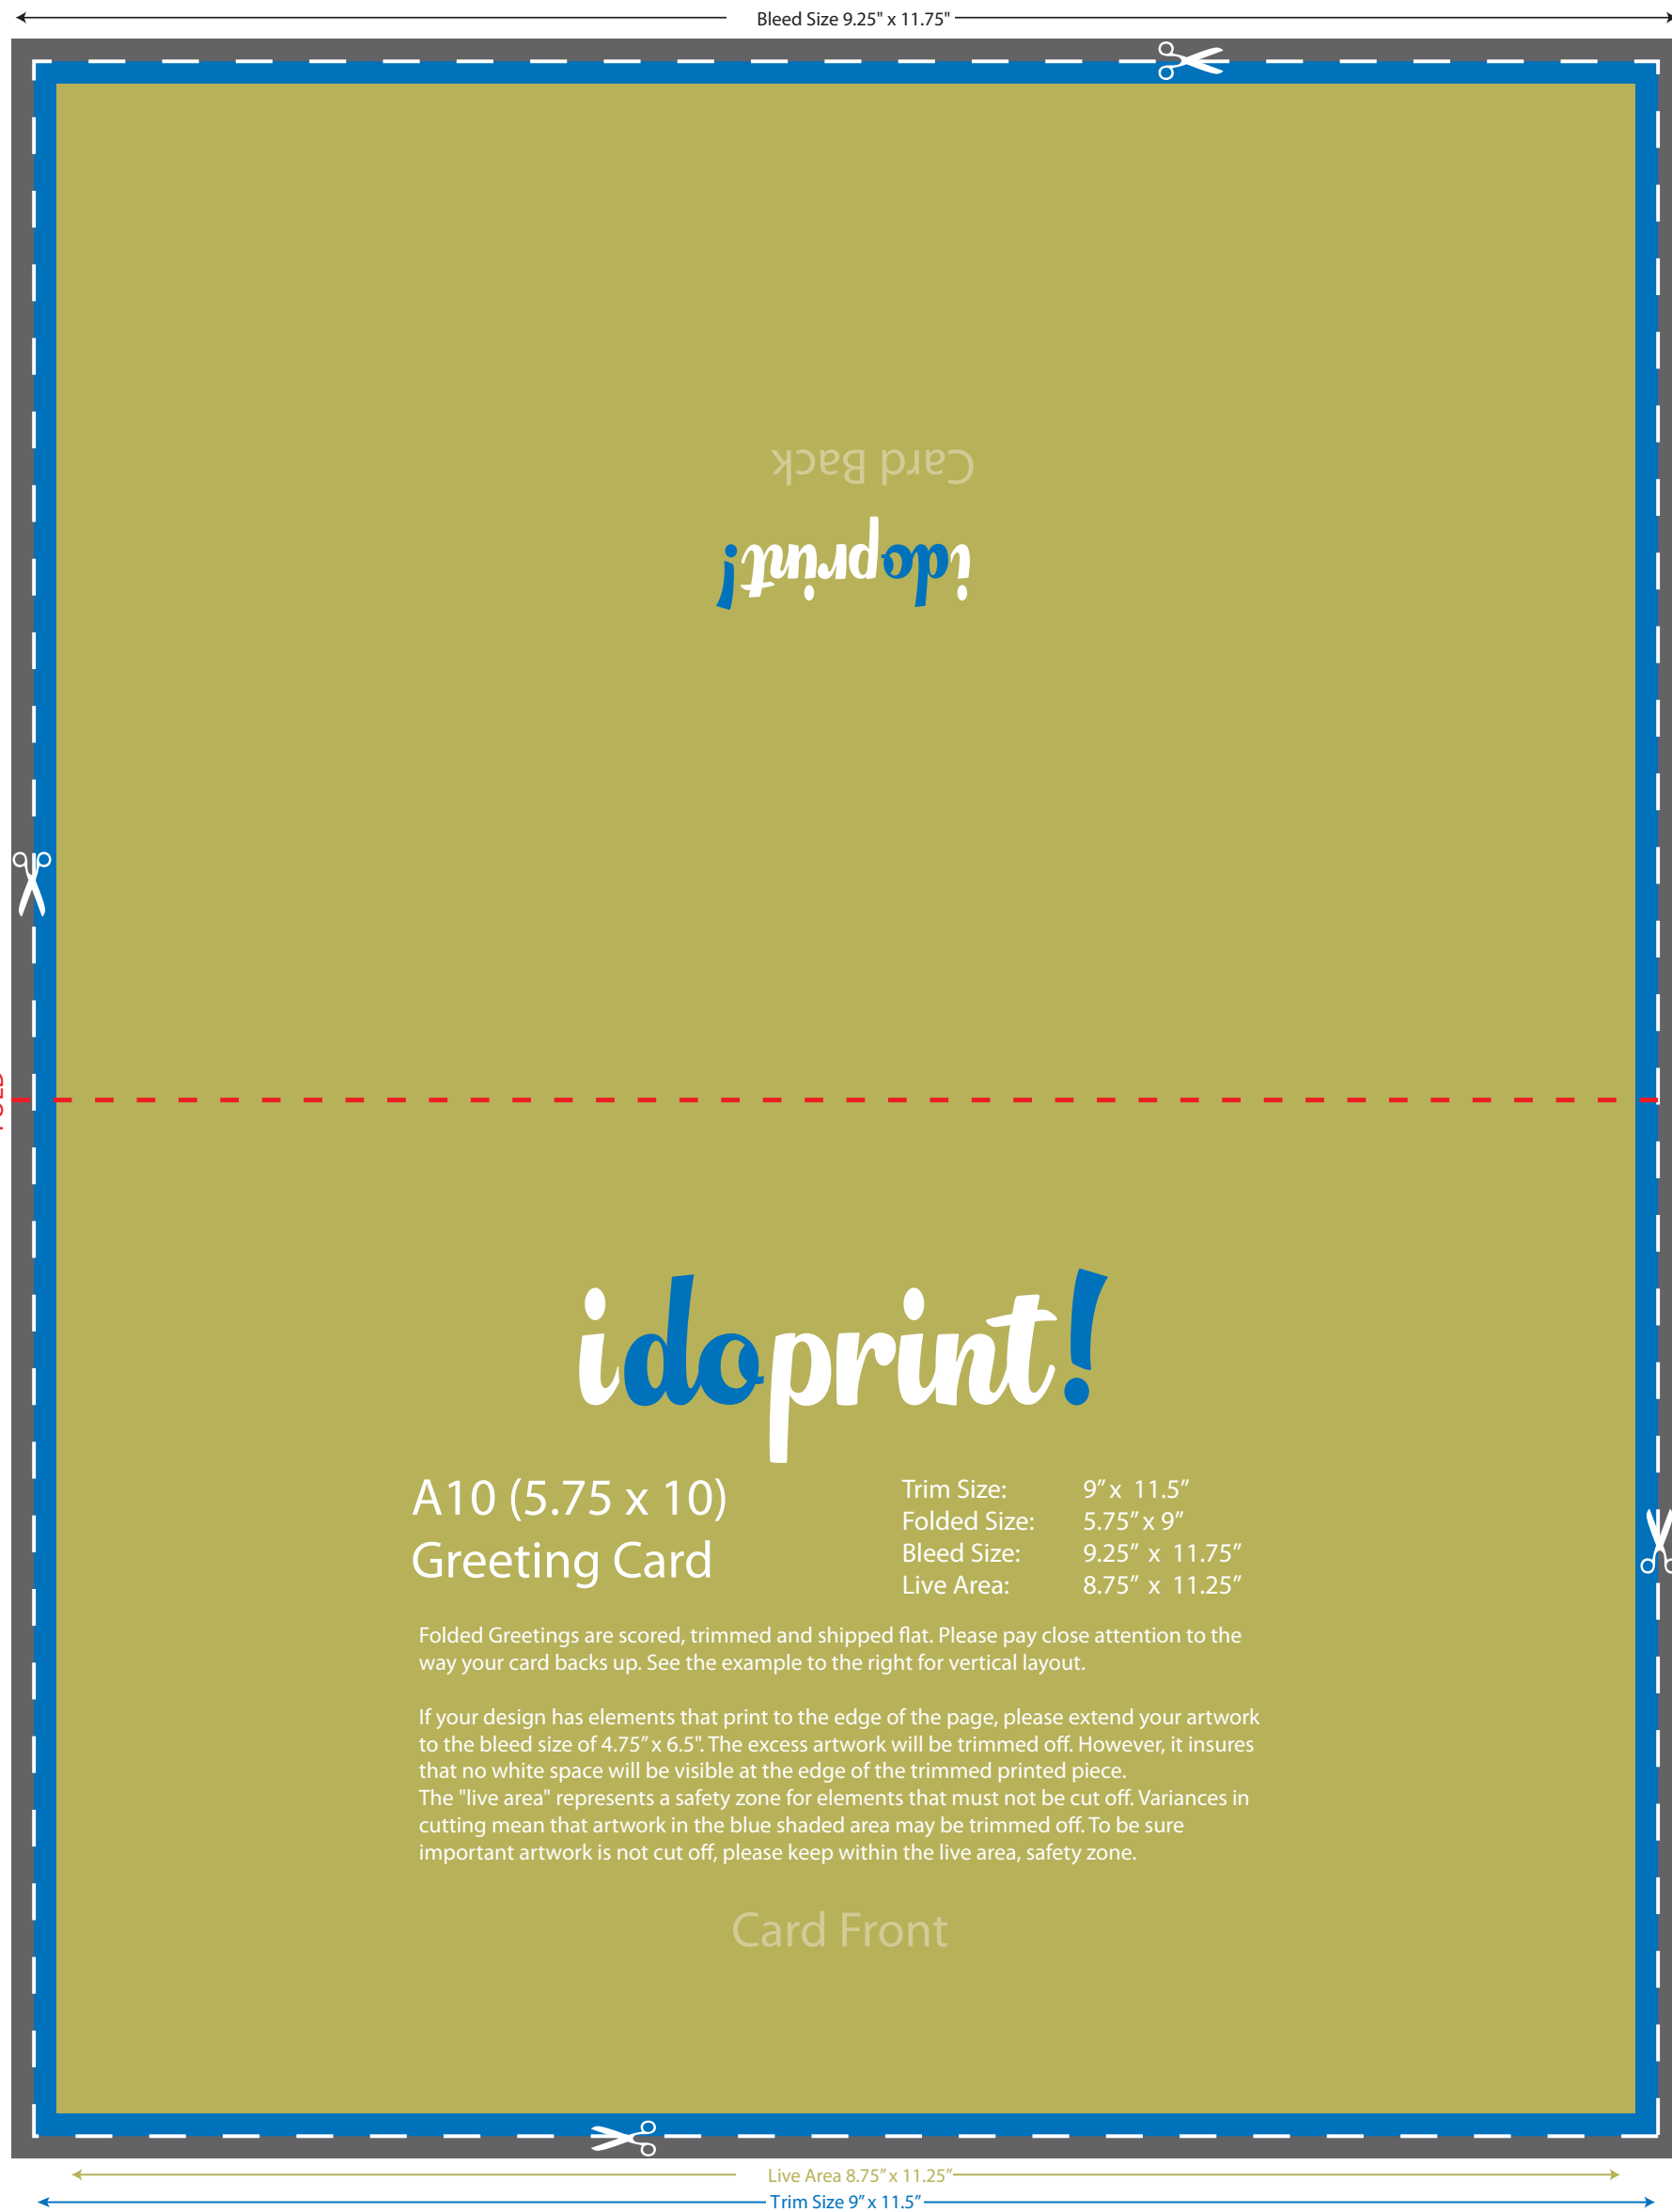 Bleed Size 9.25" x 11.75"
Card Back
idoprint!
idoprint!
A10 (5.75 x 10)
Greeting Card
Trim Size: 9” x 11.5”
Folded Size: 5.75” x 9”
Bleed Size: 9.25” x 11.75”
Live Area: 8.75” x 11.25”
Folded Greetings are scored, trimmed and shipped flat. Please pay close attention to the
way your card backs up. See the example to the right for vertical layout.
If your design has elements that print to the edge of the page, please extend your artwork
to the bleed size of 4.75” x 6.5". The excess artwork will be trimmed off. However, it insures
that no white space will be visible at the edge of the trimmed printed piece.
The "live area" represents a safety zone for elements that must not be cut off. Variances in
cutting mean that artwork in the blue shaded area may be trimmed off. To be sure
important artwork is not cut off, please keep within the live area, safety zone.
Card Front
Live Area 8.75” x 11.25”
Trim Size 9” x 11.5”